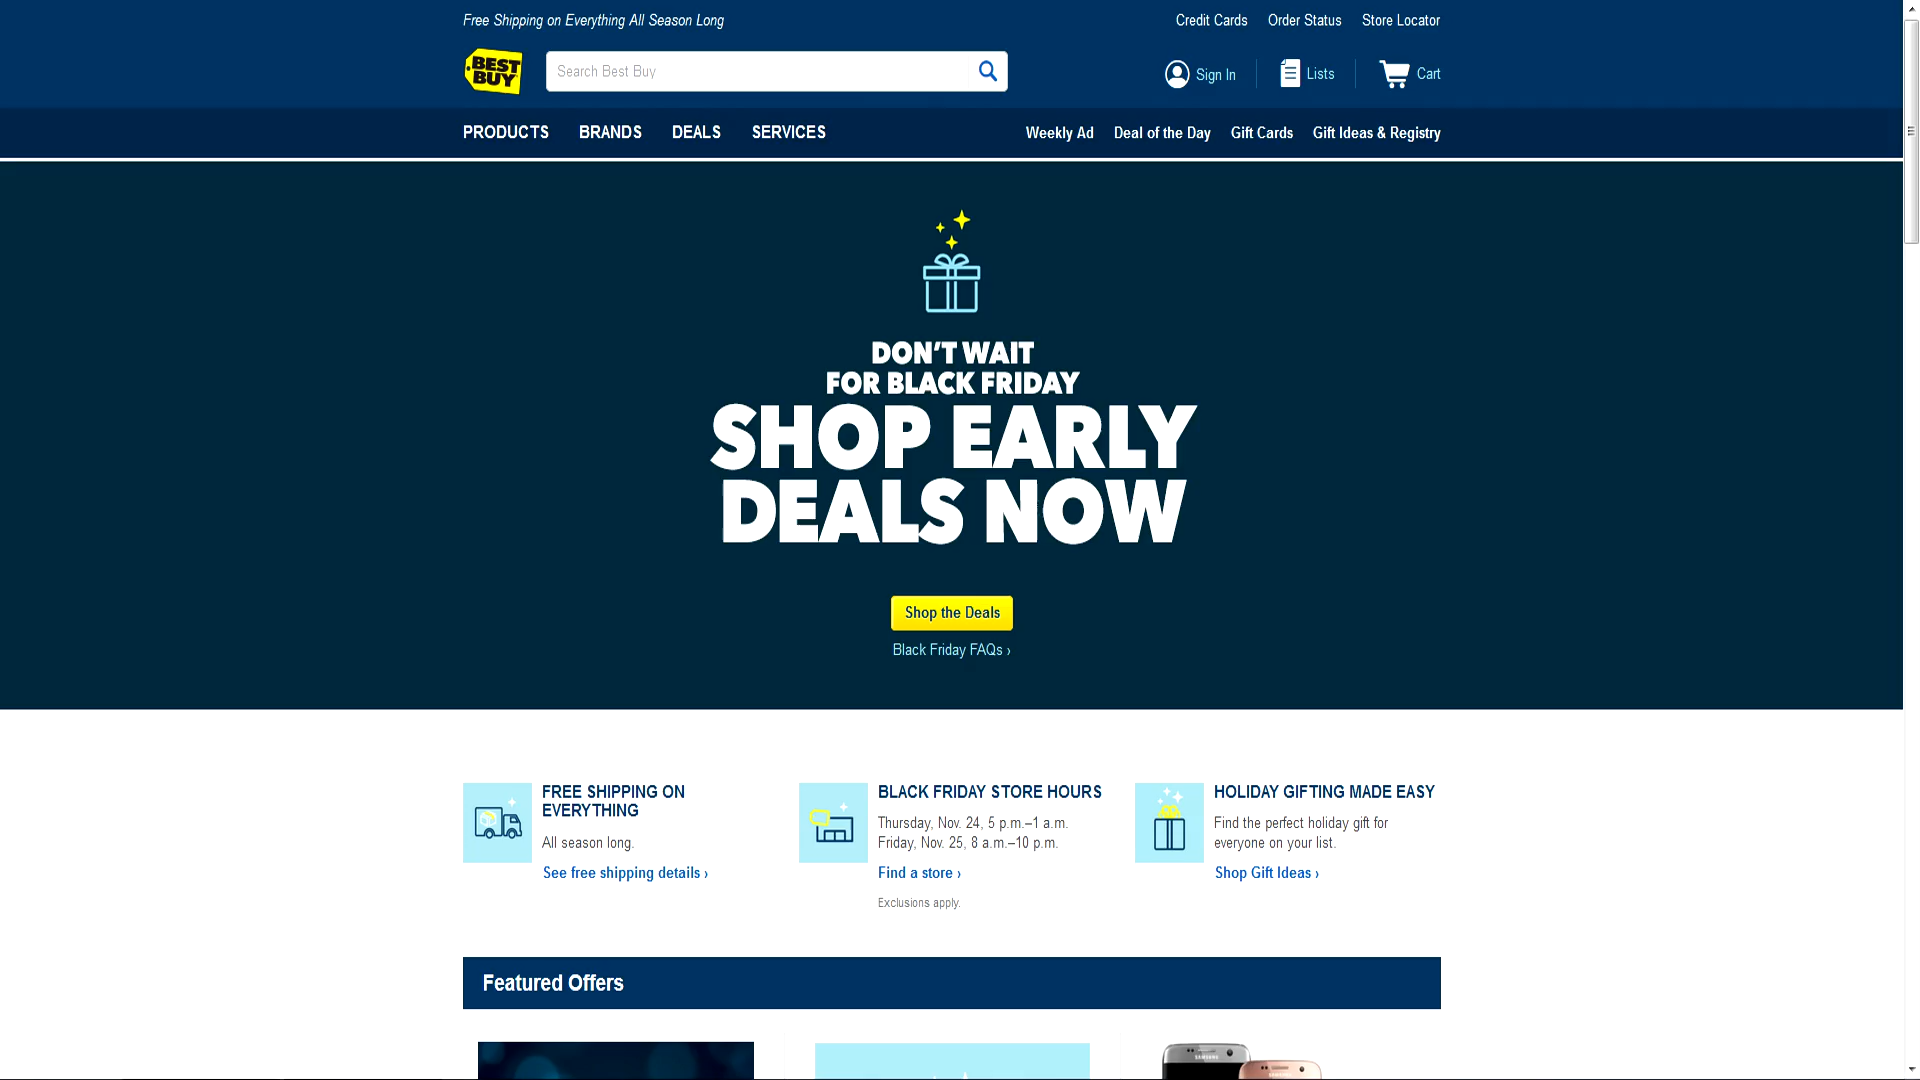 Free Shipping on Everything All Season Long
Credit Cards Order Status Store Locator
BEST BUY
Search Best Buy
Sign In Lists Cart
PRODUCTS BRANDS DEALS SERVICES
Weekly Ad Deal of the Day Gift Cards Gift Ideas & Registry
DON'T WAIT
FOR BLACK FRIDAY
SHOP EARLY
DEALS NOW
Shop the Deals
Black Friday FAQs ›
FREE SHIPPING ON
EVERYTHING
All season long.
See free shipping details ›
BLACK FRIDAY STORE HOURS
Thursday, Nov. 24, 5 p.m.–1 a.m.
Friday, Nov. 25, 8 a.m.–10 p.m.
Find a store ›
Exclusions apply.
HOLIDAY GIFTING MADE EASY
Find the perfect holiday gift for
everyone on your list.
Shop Gift Ideas ›
Featured Offers
SAMSUNG
SAMSUNG